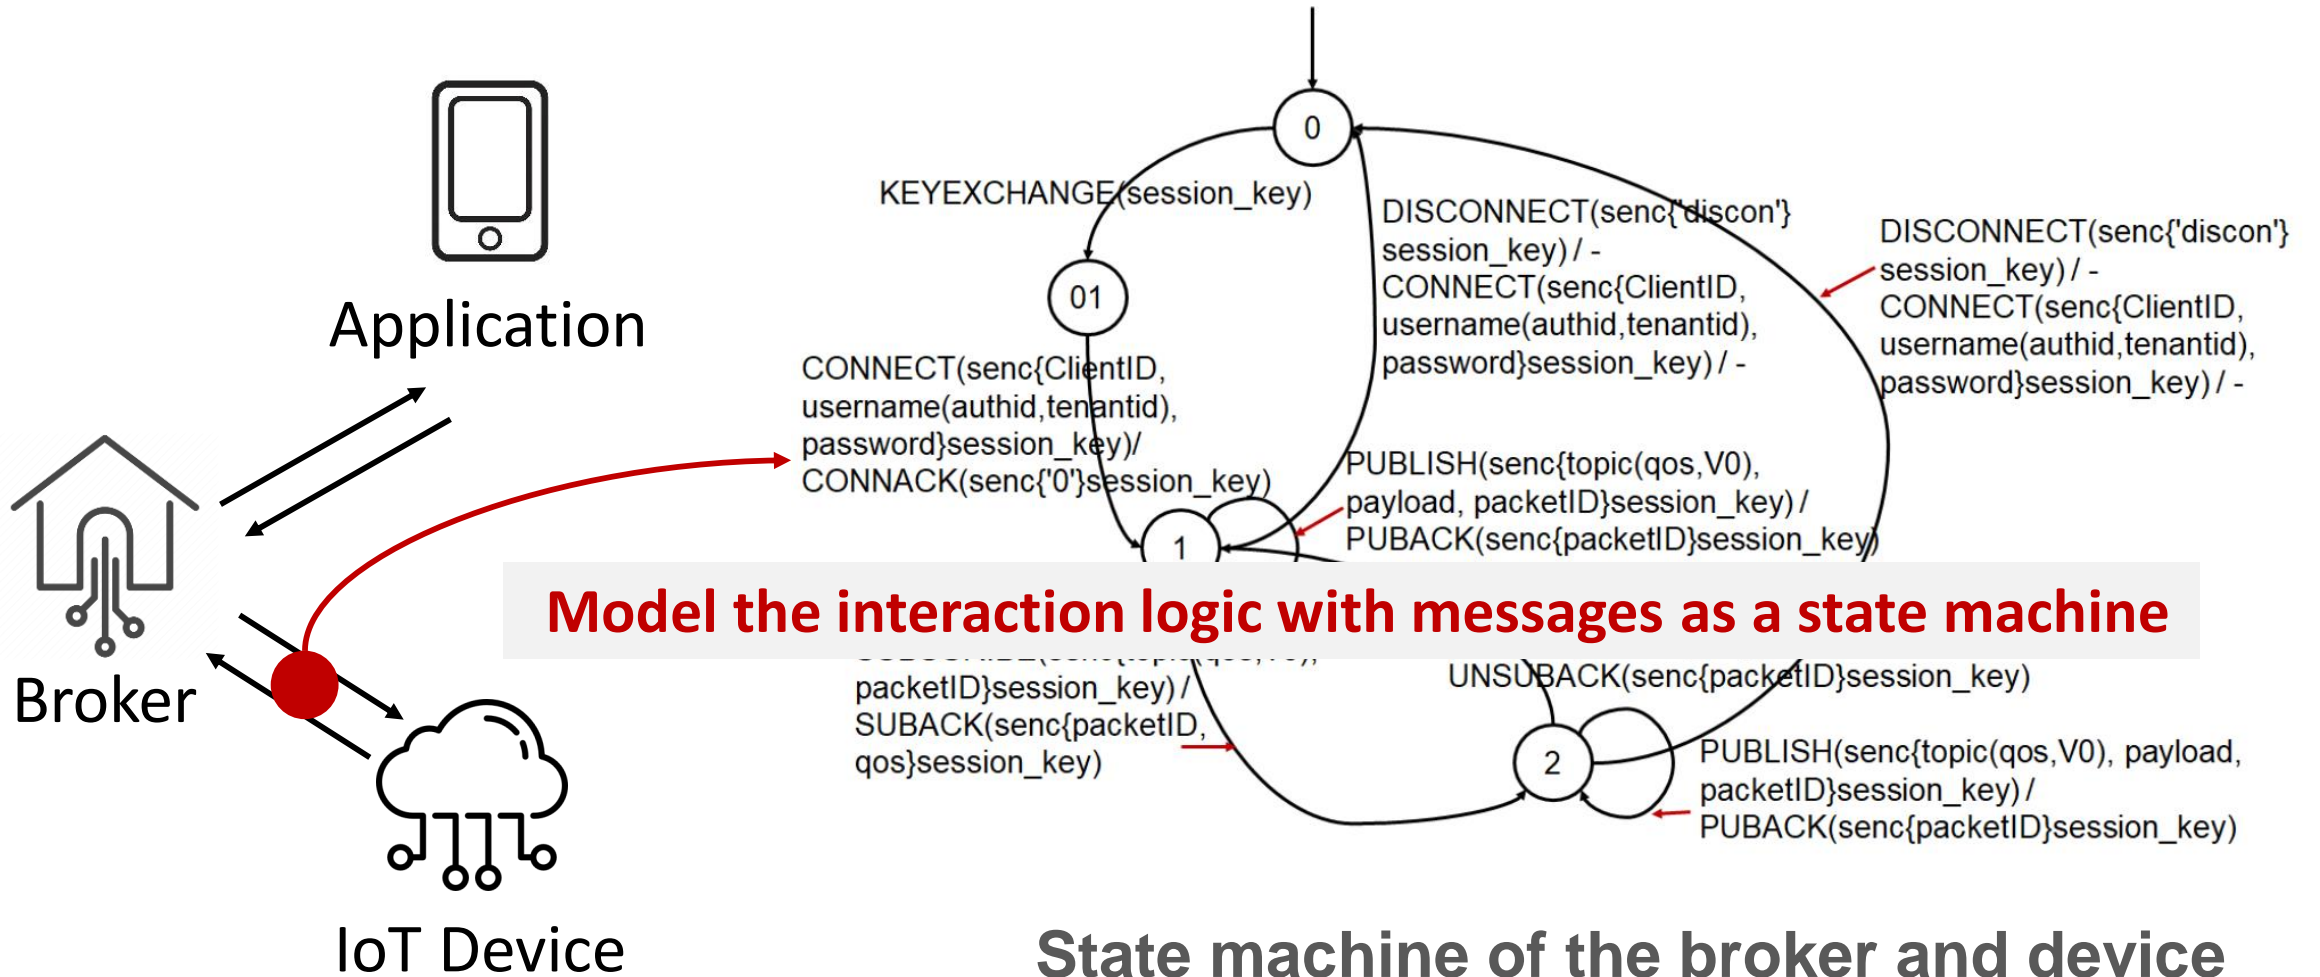 Application
Broker
IoT Device
0
KEYEXCHANGE(session_key)
01
DISCONNECT(senc{'discon'}
session_key) / -
CONNECT(senc{ClientID,
username(authid,tenantid),
password}session_key) / -
DISCONNECT(senc{'discon'}
session_key) / -
CONNECT(senc{ClientID,
username(authid,tenantid),
password}session_key) / -
CONNECT(senc{ClientID,
username(authid,tenantid),
password}session_key)/
CONNACK(senc{'0'}session_key)
PUBLISH(senc{topic(qos,V0),
payload, packetID}session_key) /
PUBACK(senc{packetID}session_key)
1
Model the interaction logic with messages as a state machine
packetID}session_key) /
SUBACK(senc{packetID,
qos}session_key)
UNSUBACK(senc{packetID}session_key)
2
PUBLISH(senc{topic(qos,V0), payload,
packetID}session_key) /
PUBACK(senc{packetID}session_key)
State machine of the broker and device